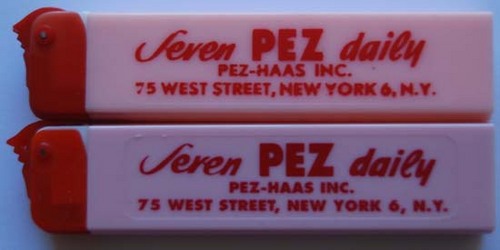 Seven PEZ daily
PEZ-HAAS INC.
75 WEST STREET, NEW YORK 6, N.Y.
Seven PEZ daily
PEZ-HAAS INC.
75 WEST STREET, NEW YORK 6, N.Y.